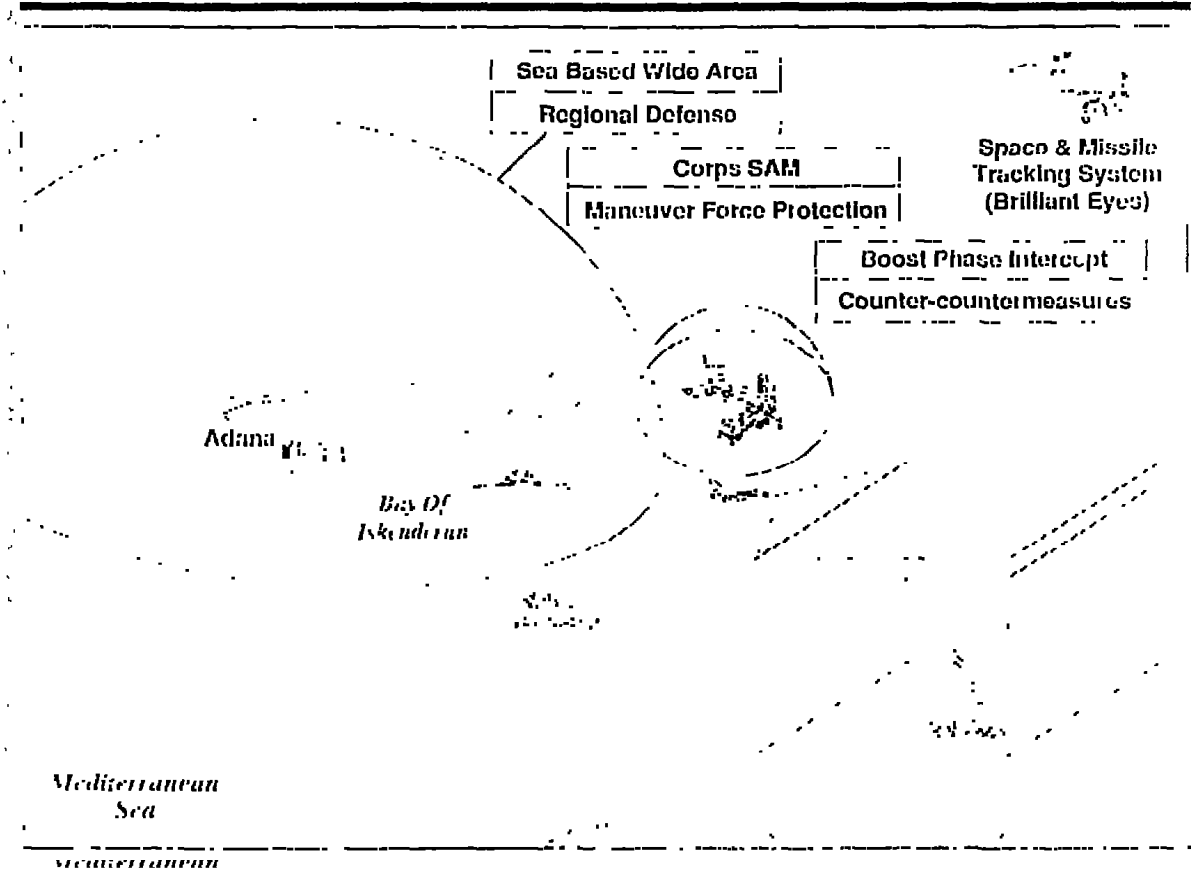 Sea Based Wide Area
Regional Defense
Corps SAM
Maneuver Force Protection
Space & Missile
Tracking System
(Brilliant Eyes)
Boost Phase Intercept
Counter-countermeasures
Adana
Bay Of
Iskenderun
Mediterranean
Sea
Mediterranean